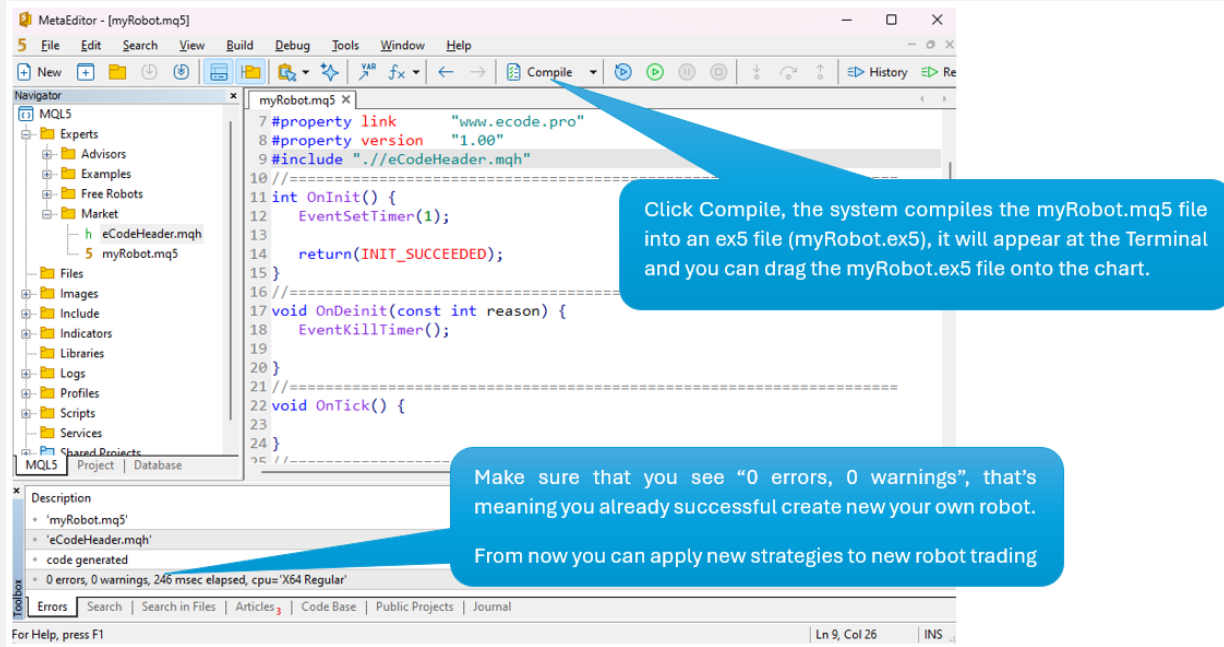 MetaEditor - [myRobot.mq5]
File Edit Search View Build Debug Tools Window Help
New VAR Compile History Re
Navigator
MQL5
Experts
Advisors
Examples
Free Robots
Market
eCodeHeader.mqh
myRobot.mq5
Files
Images
Include
Indicators
Libraries
Logs
Profiles
Scripts
Services
Shared Projects
MQL5 Project Database
myRobot.mq5
7 #property link "www.ecode.pro"
8 #property version "1.00"
9 #include ".//eCodeHeader.mqh"
10 //===================================================================
11 int OnInit() {
12 EventSetTimer(1);
13
14 return(INIT_SUCCEEDED);
15 }
16 //===================================================================
17 void OnDeinit(const int reason) {
18 EventKillTimer();
19
20 }
21 //===================================================================
22 void OnTick() {
23
24 }
25 //===================================================================
Click Compile, the system compiles the myRobot.mq5 file
into an ex5 file (myRobot.ex5), it will appear at the Terminal
and you can drag the myRobot.ex5 file onto the chart.
Make sure that you see “0 errors, 0 warnings”, that’s
meaning you already successful create new your own robot.
From now you can apply new strategies to new robot trading
Description
'myRobot.mq5'
'eCodeHeader.mqh'
code generated
0 errors, 0 warnings, 246 msec elapsed, cpu='X64 Regular'
Toolbox
Errors Search Search in Files Articles 3 Code Base Public Projects Journal
For Help, press F1 Ln 9, Col 26 INS